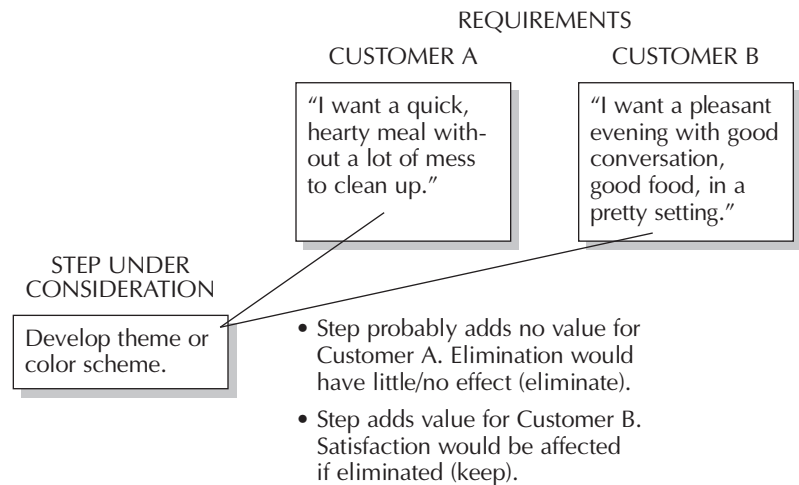 REQUIREMENTS
CUSTOMER A
“I want a quick,
hearty meal with-
out a lot of mess
to clean up.”
CUSTOMER B
“I want a pleasant
evening with good
conversation,
good food, in a
pretty setting.”
STEP UNDER
CONSIDERATION
Develop theme or
color scheme.
• Step probably adds no value for
Customer A. Elimination would
have little/no effect (eliminate).
• Step adds value for Customer B.
Satisfaction would be affected
if eliminated (keep).